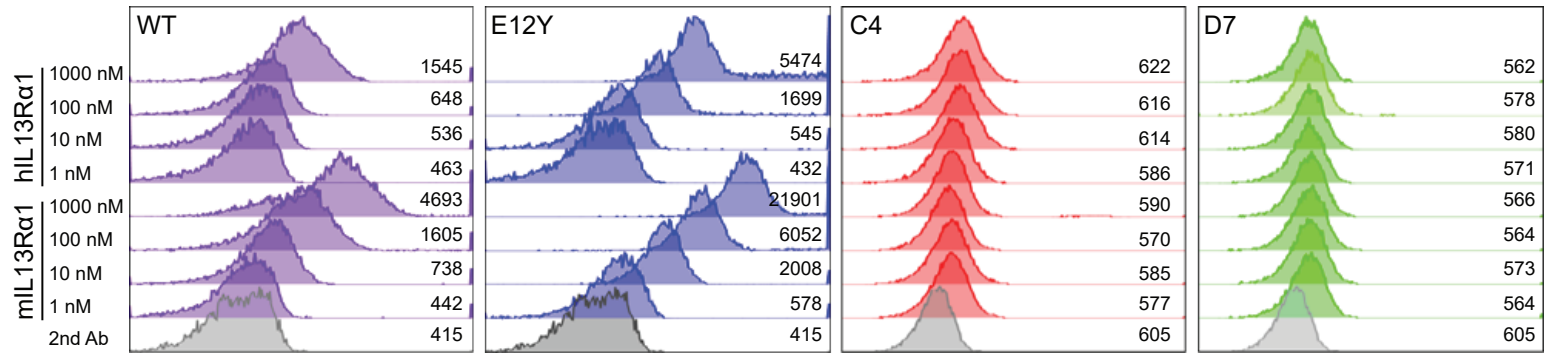 WT E12Y C4 D7
hIL13Rα1
1000 nM 1545 5474 622 562
100 nM 648 1699 616 578
10 nM 536 545 614 580
1 nM 463 432 586 571
mIL13Rα1
1000 nM 4693 21901 590 566
100 nM 1605 6052 570 564
10 nM 738 2008 585 573
1 nM 442 578 577 564
2nd Ab 415 415 605 605